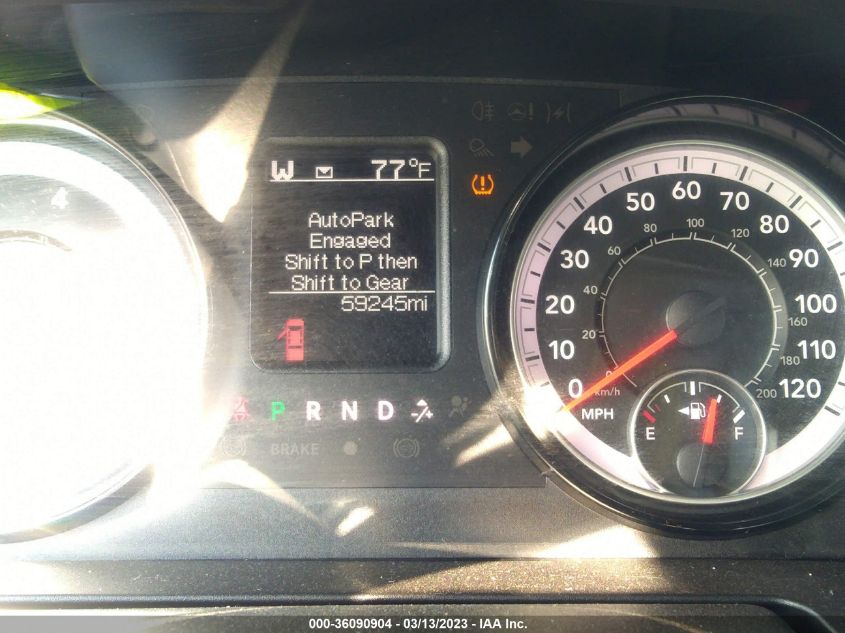 W 77°F
AutoPark
Engaged
Shift to P then
Shift to Gear
59245mi
P R N D
BRAKE
4
0 10 20 30 40 50 60 70 80 90 100 110 120
MPH
0 20 40 60 80 100 120 140 160 180 200
km/h
E F
000-36090904 - 03/13/2023 - IAA Inc.